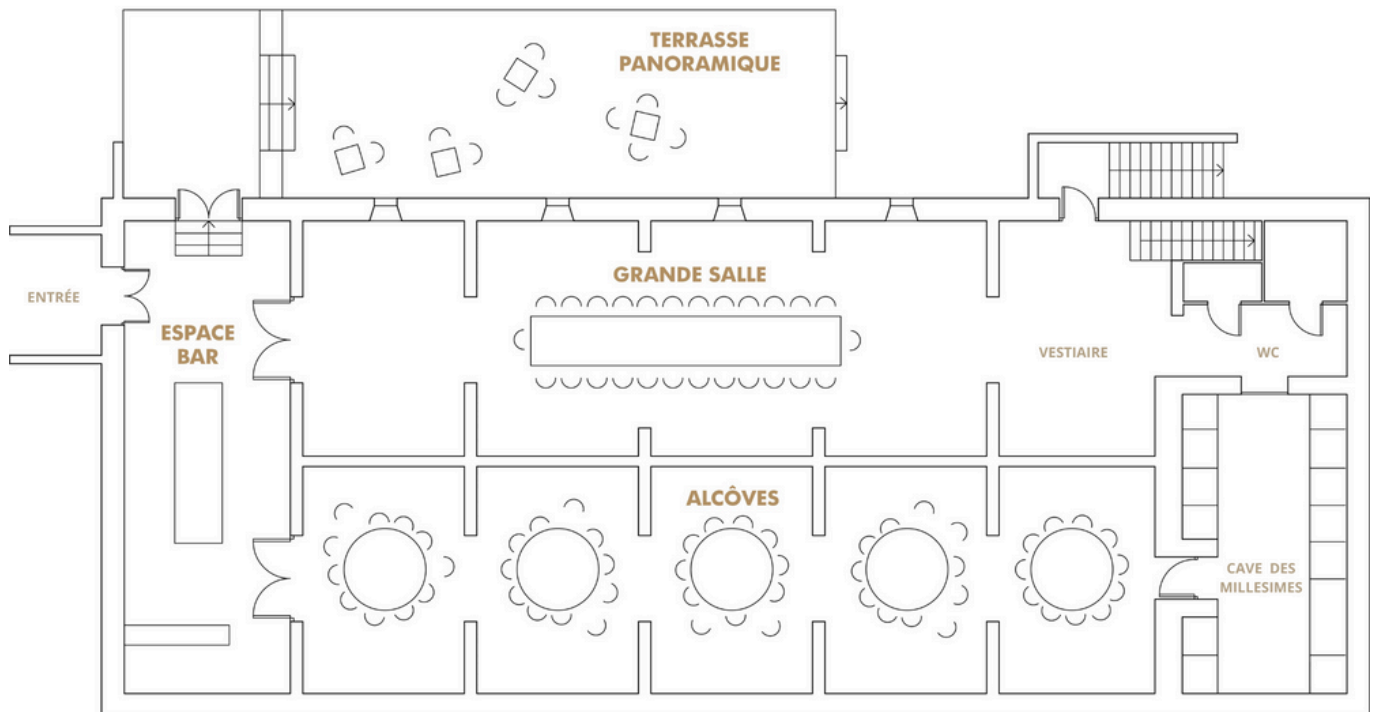 TERRASSE
PANORAMIQUE
GRANDE SALLE
ENTRÉE
ESPACE
BAR
VESTIAIRE
WC
ALCÔVES
CAVE DES
MILLESIMES